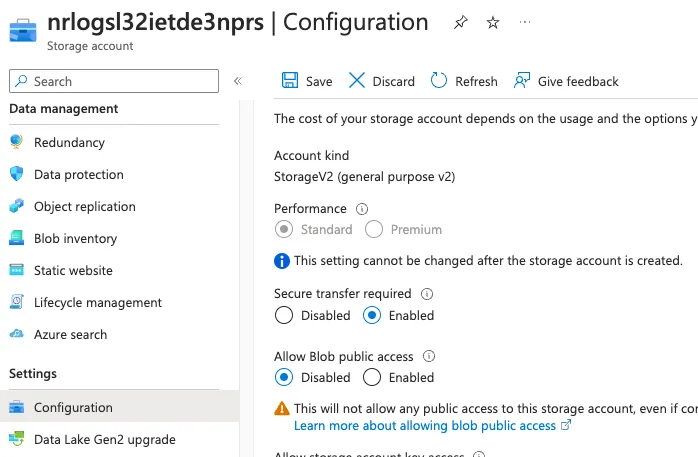 nrlogsl32ietde3nprs | Configuration
Storage account
Search
Save Discard Refresh Give feedback
Data management
Redundancy
Data protection
Object replication
Blob inventory
Static website
Lifecycle management
Azure search
Settings
Configuration
Data Lake Gen2 upgrade
The cost of your storage account depends on the usage and the options y
Account kind
StorageV2 (general purpose v2)
Performance
Standard Premium
This setting cannot be changed after the storage account is created.
Secure transfer required
Disabled Enabled
Allow Blob public access
Disabled Enabled
This will not allow any public access to this storage account, even if co
Learn more about allowing blob public access
Allow storage account key access